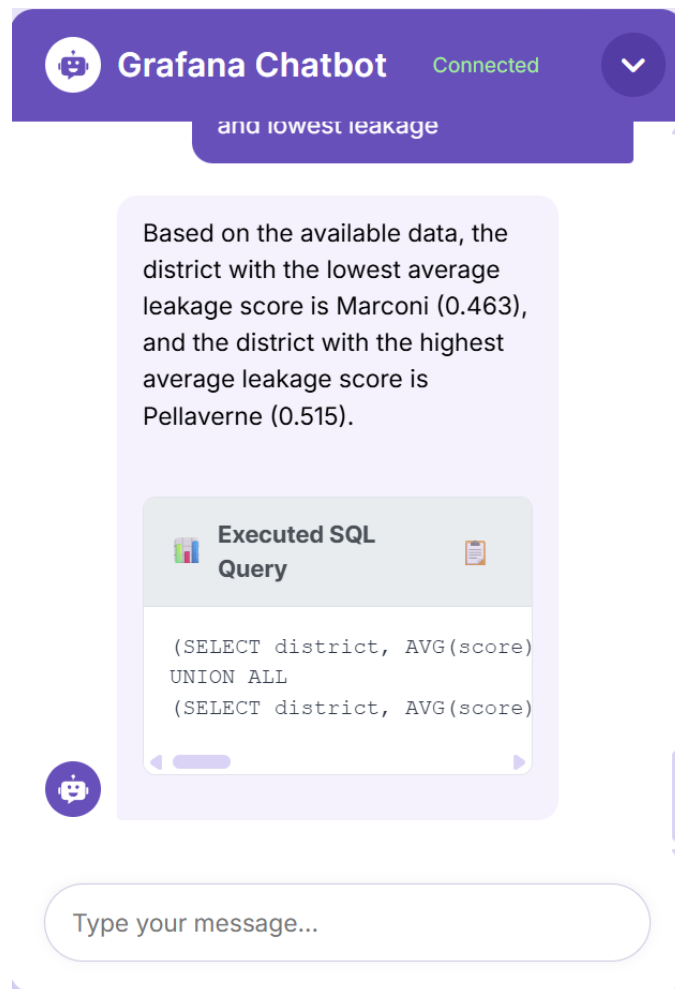 Grafana Chatbot Connected
and lowest leakage
Based on the available data, the
district with the lowest average
leakage score is Marconi (0.463),
and the district with the highest
average leakage score is
Pellaverne (0.515).
Executed SQL
Query
(SELECT district, AVG(score)
UNION ALL
(SELECT district, AVG(score)
Type your message...